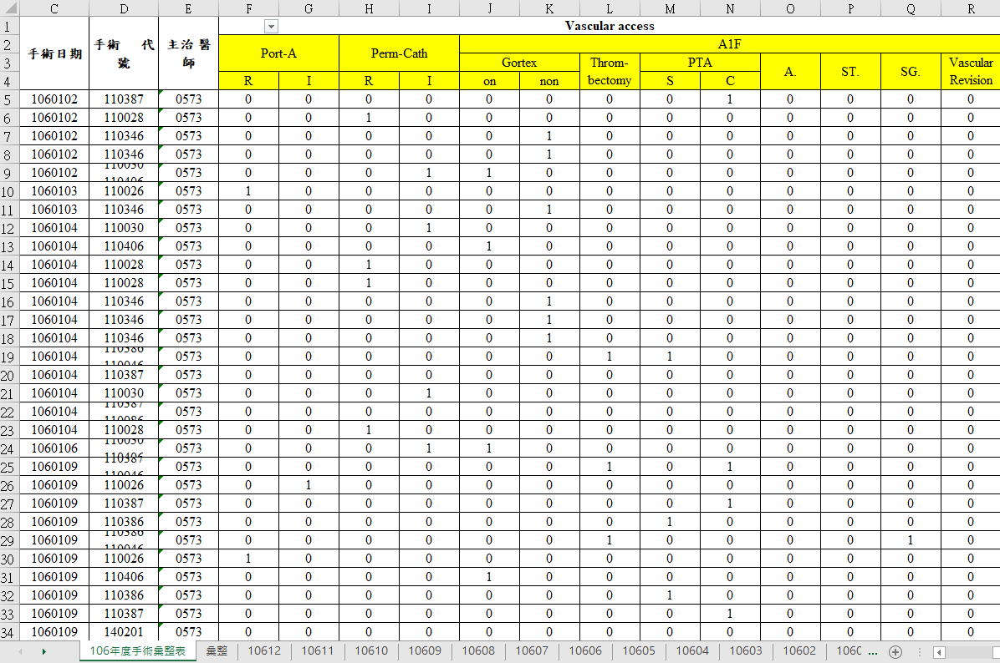 C D E F G H I J K L M N O P Q R
1 Vascular access
2 手術日期 手術 代號 主治醫師 Port-A Perm-Cath A1F
3 Gortex Throm-bectomy PTA A. ST. SG. Vascular Revision
4 R I R I on non S C
5 1060102 110387 0573 0 0 0 0 0 0 0 0 1 0 0 0 0
6 1060102 110028 0573 0 0 1 0 0 0 0 0 0 0 0 0 0
7 1060102 110346 0573 0 0 0 0 0 1 0 0 0 0 0 0 0
8 1060102 110346 0573 0 0 0 0 0 1 0 0 0 0 0 0 0
9 1060102 0573 0 0 0 1 1 0 0 0 0 0 0 0 0
10 1060103 110026 0573 1 0 0 0 0 0 0 0 0 0 0 0 0
11 1060103 110346 0573 0 0 0 0 0 1 0 0 0 0 0 0 0
12 1060104 110030 0573 0 0 0 1 0 0 0 0 0 0 0 0 0
13 1060104 110406 0573 0 0 0 0 1 0 0 0 0 0 0 0 0
14 1060104 110028 0573 0 0 1 0 0 0 0 0 0 0 0 0 0
15 1060104 110028 0573 0 0 1 0 0 0 0 0 0 0 0 0 0
16 1060104 110346 0573 0 0 0 0 0 1 0 0 0 0 0 0 0
17 1060104 110346 0573 0 0 0 0 0 1 0 0 0 0 0 0 0
18 1060104 110346 0573 0 0 0 0 0 1 0 0 0 0 0 0 0
19 1060104 0573 0 0 0 0 0 0 1 1 0 0 0 0 0
20 1060104 110387 0573 0 0 0 0 0 0 0 0 0 0 0 0 0
21 1060104 110030 0573 0 0 0 1 0 0 0 0 0 0 0 0 0
22 1060104 0573 0 0 0 0 0 0 0 0 0 0 0 0 0
23 1060104 110028 0573 0 0 1 0 0 0 0 0 0 0 0 0 0
24 1060106 0573 0 0 0 1 1 0 0 0 0 0 0 0 0
25 1060109 0573 0 0 0 0 0 0 1 0 1 0 0 0 0
26 1060109 110026 0573 0 1 0 0 0 0 0 0 0 0 0 0 0
27 1060109 110387 0573 0 0 0 0 0 0 0 0 1 0 0 0 0
28 1060109 110386 0573 0 0 0 0 0 0 0 1 0 0 0 0 0
29 1060109 0573 0 0 0 0 0 0 1 0 0 0 0 1 0
30 1060109 110026 0573 1 0 0 0 0 0 0 0 0 0 0 0 0
31 1060109 110406 0573 0 0 0 0 1 0 0 0 0 0 0 0 0
32 1060109 110386 0573 0 0 0 0 0 0 0 1 0 0 0 0 0
33 1060109 110387 0573 0 0 0 0 0 0 0 0 1 0 0 0 0
34 1060109 140201 0573 0 0 0 0 0 0 0 0 0 0 0 0 0
106年度手術彙整表 彙整 10612 10611 10610 10609 10608 10607 10606 10605 10604 10603 10602 ...